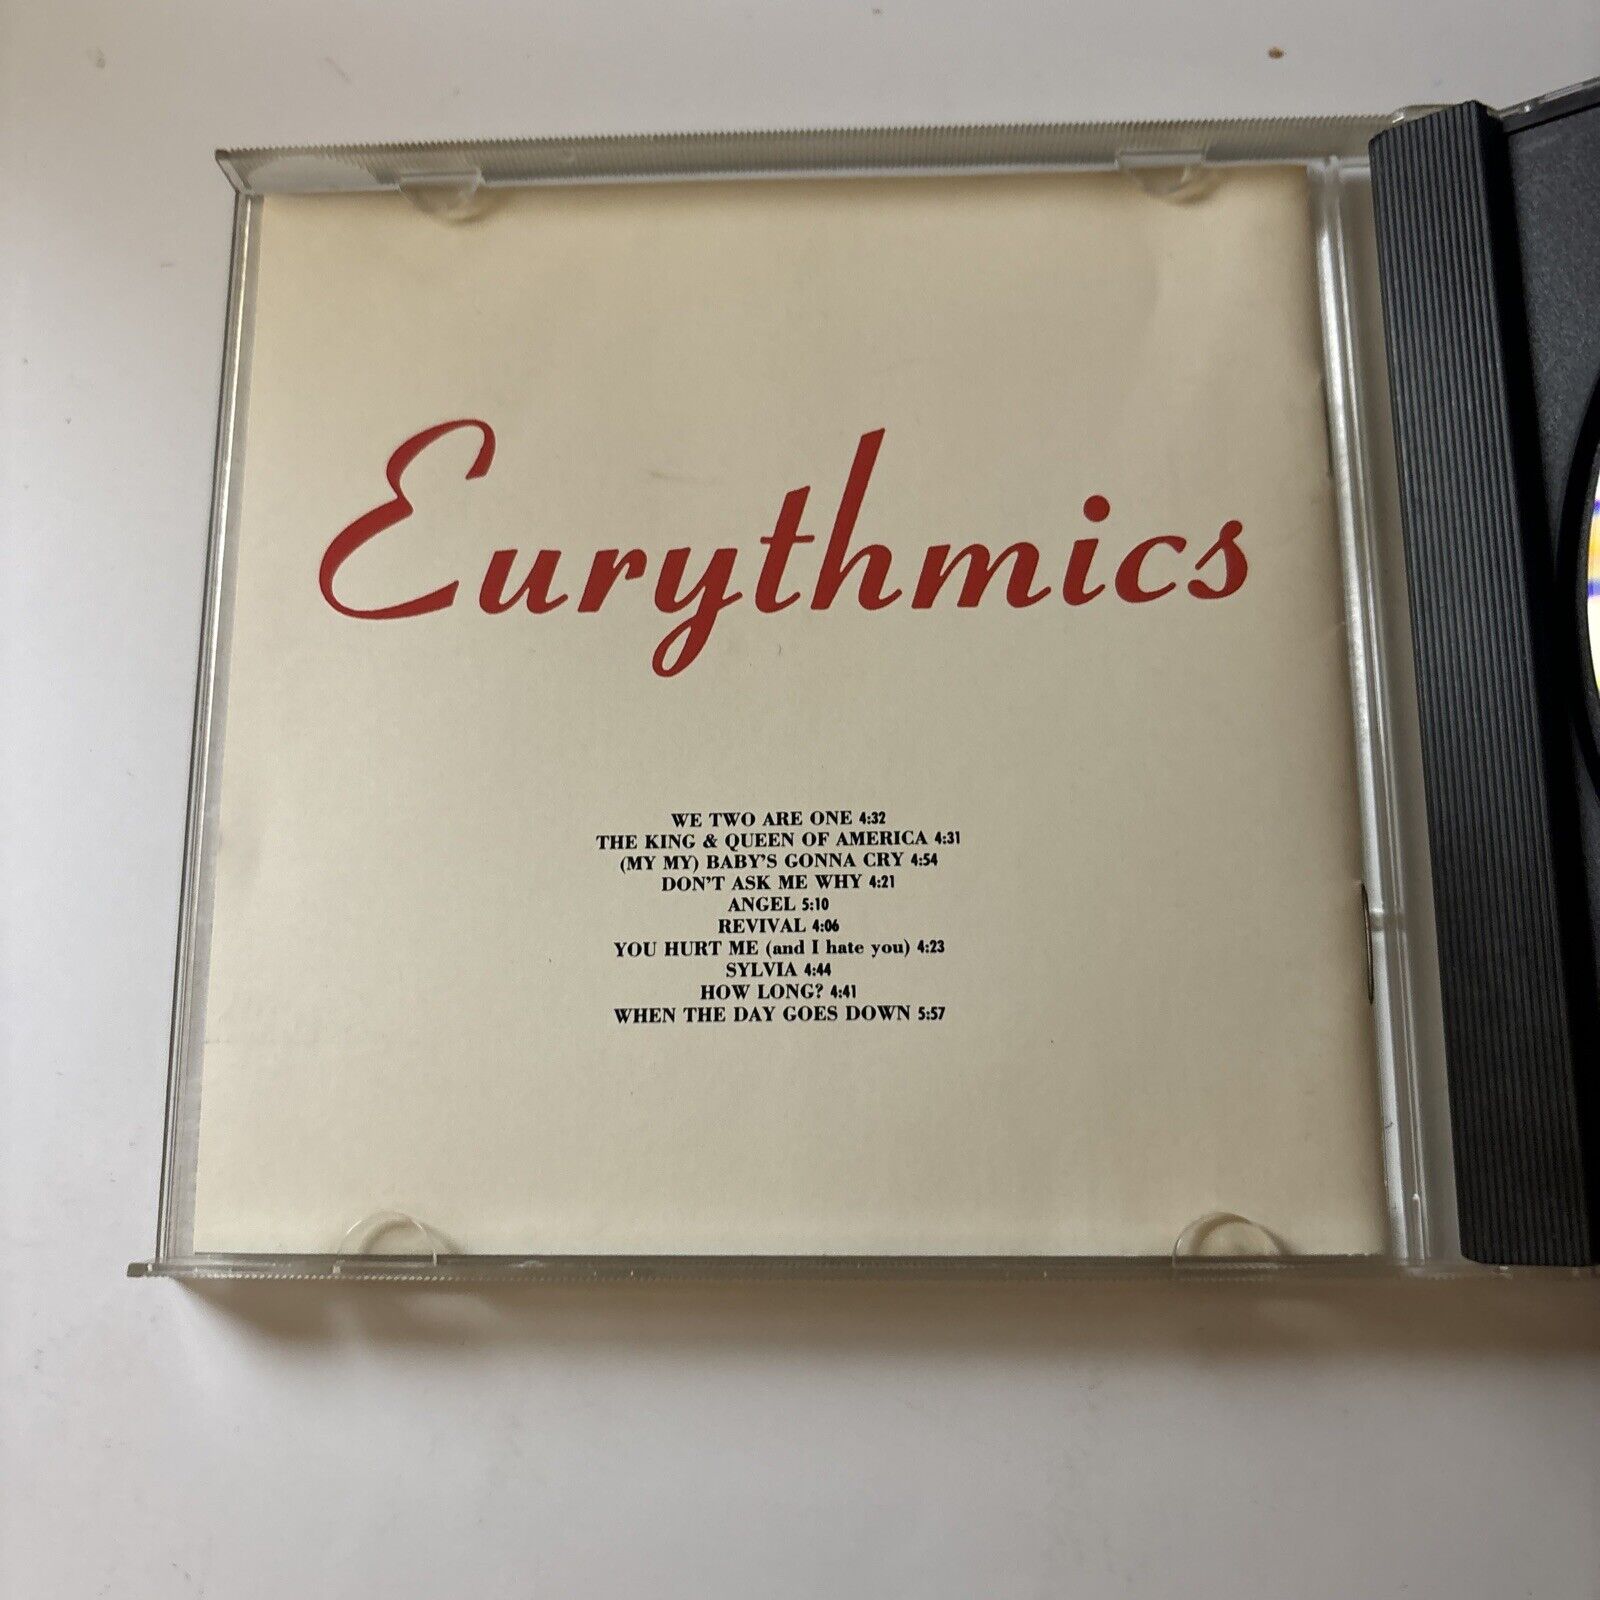 Eurythmics
WE TWO ARE ONE 4:32
THE KING & QUEEN OF AMERICA 4:31
(MY MY) BABY'S GONNA CRY 4:54
DON'T ASK ME WHY 4:21
ANGEL 5:10
REVIVAL 4:06
YOU HURT ME (and I hate you) 4:23
SYLVIA 4:44
HOW LONG? 4:41
WHEN THE DAY GOES DOWN 5:57